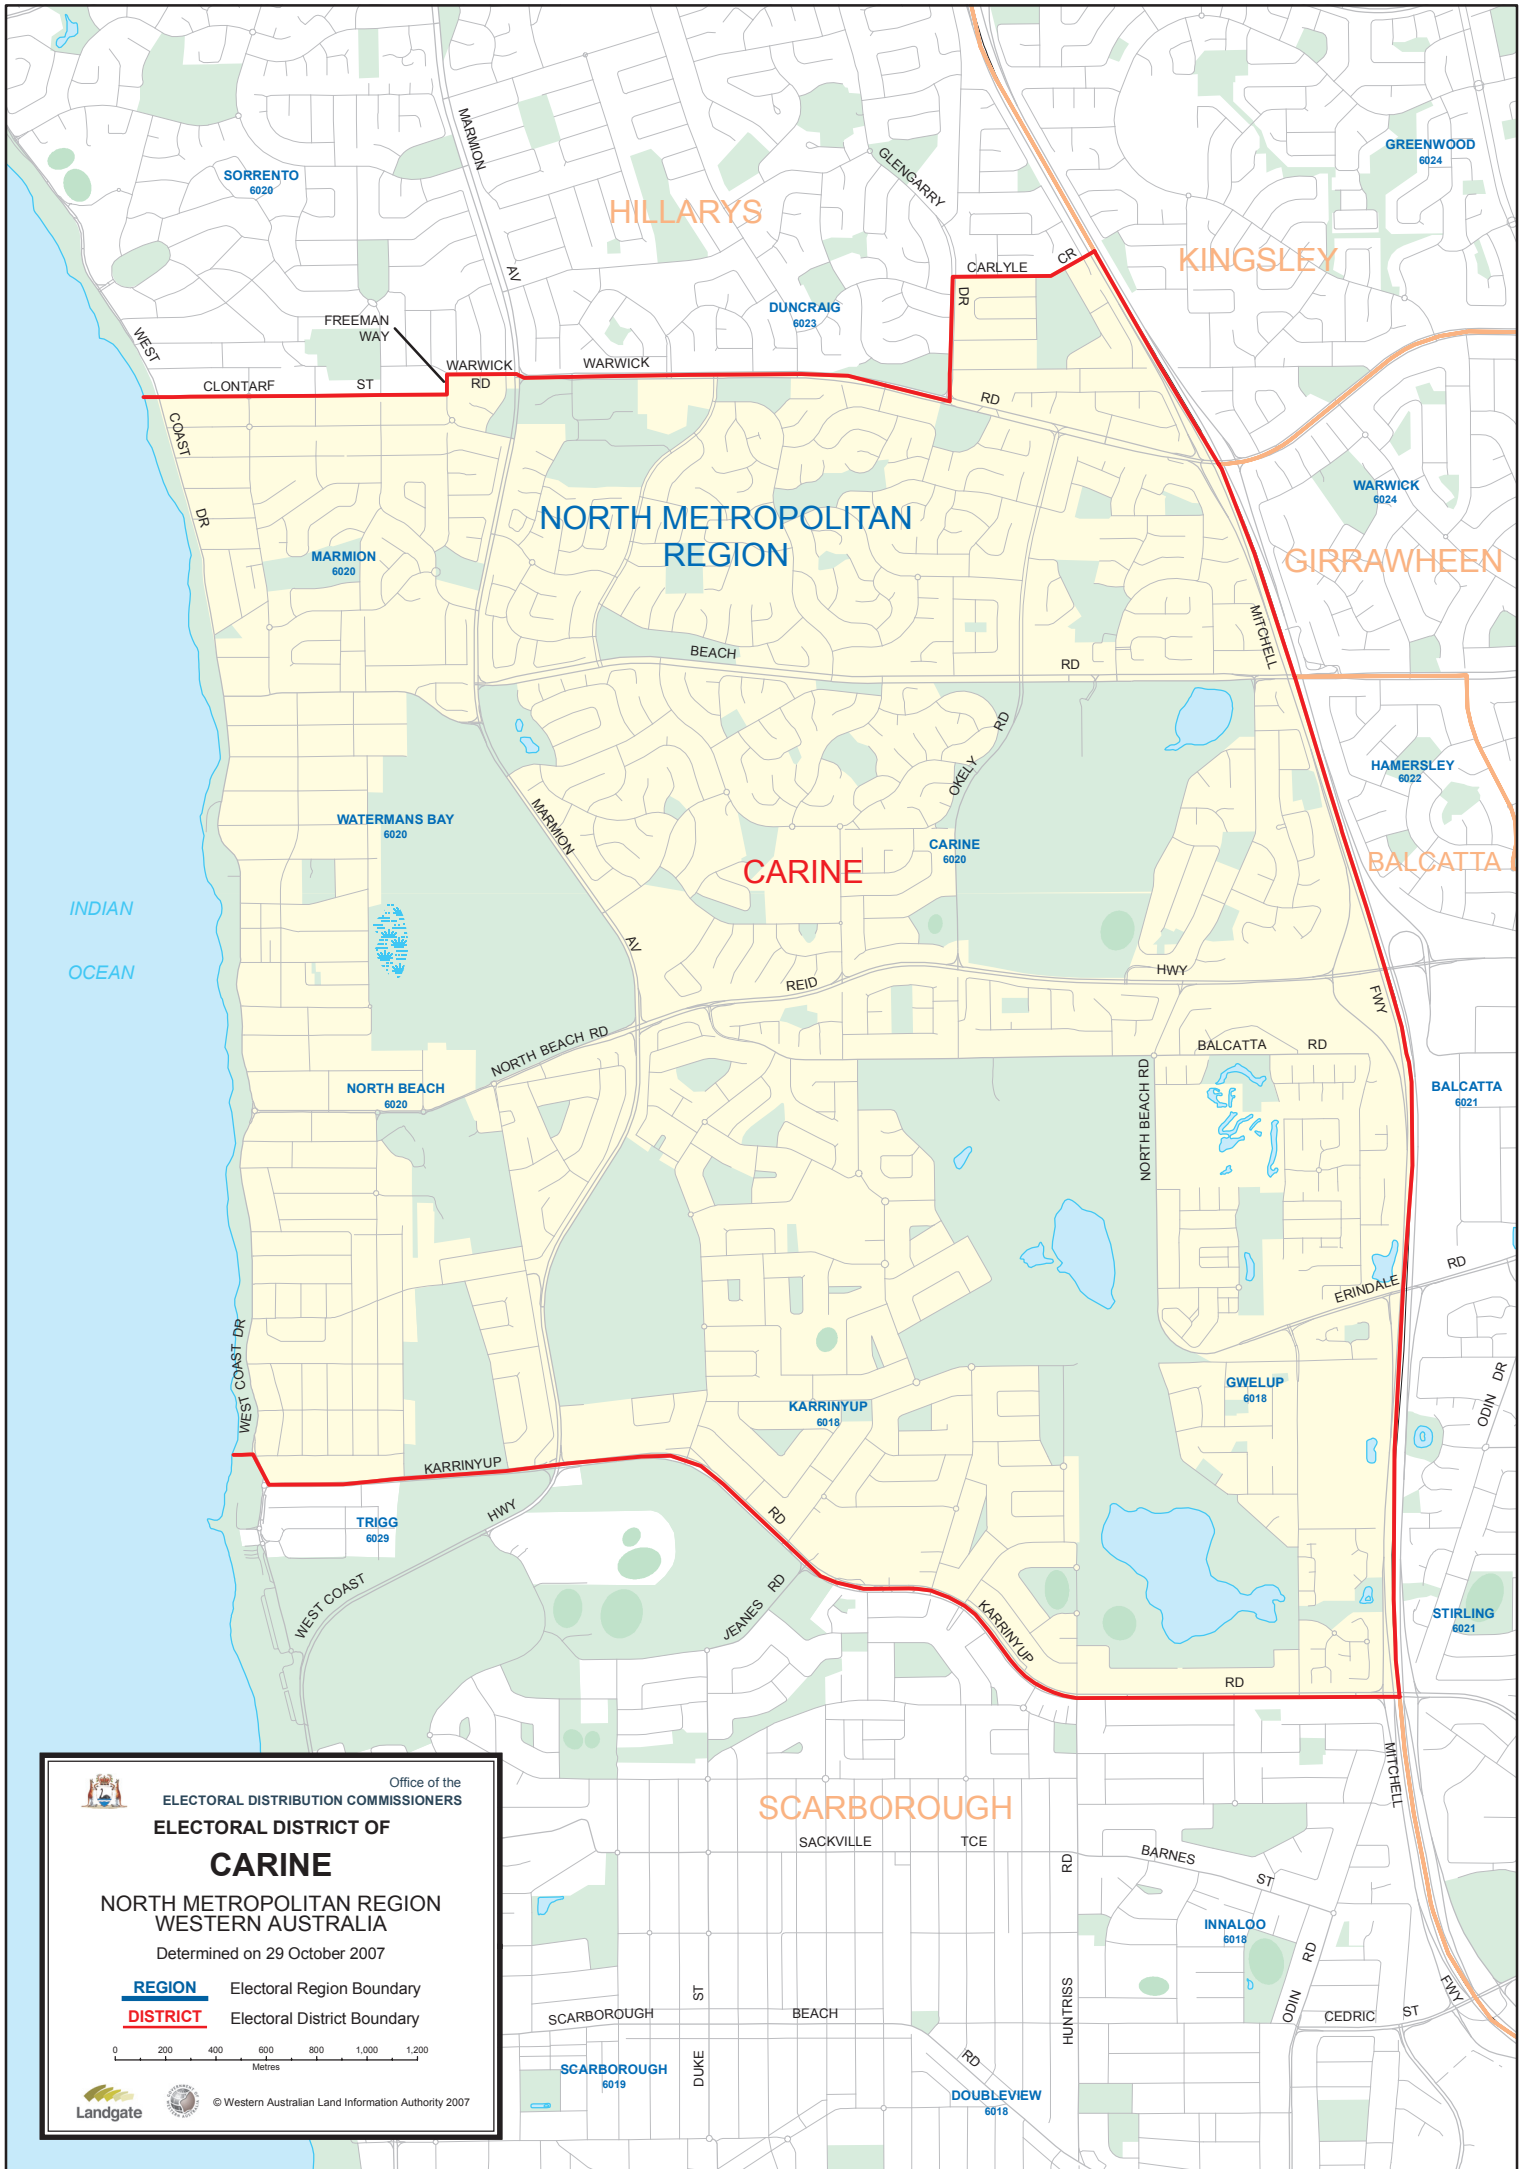 MARMION
GREENWOOD
6024
GLENGARRY
SORRENTO
6020
HILLARYS
KINGSLEY
CR
CARLYLE
AV
DR
DUNCRAIG
6023
FREEMAN
WAY
WEST
WARWICK
WARWICK
RD
CLONTARF
ST
RD
COAST
WARWICK
6024
DR
NORTH METROPOLITAN
REGION
MARMION
6020
GIRRAWHEEN
MITCHELL
BEACH
RD
RD
OKELY
HAMERSLEY
6022
MARMION
WATERMANS BAY
6020
CARINE
6020
CARINE
BALCATTA
INDIAN
OCEAN
AV
HWY
REID
FWY
NORTH BEACH RD
BALCATTA
RD
NORTH BEACH
6020
NORTH BEACH RD
BALCATTA
6021
RD
ERINDALE
WEST COAST DR
GWELUP
6018
ODIN DR
KARRINYUP
6018
KARRINYUP
HWY
RD
TRIGG
6029
WEST COAST
JEANES
RD
KARRINYUP
STIRLING
6021
RD
MITCHELL
SCARBOROUGH
SACKVILLE
TCE
RD
BARNES
ST
INNALOO
6018
RD
ODIN
FWY
ST
HUNTRISS
SCARBOROUGH
BEACH
CEDRIC
ST
RD
DUKE
SCARBOROUGH
6019
DOUBLEVIEW
6018
Office of the
ELECTORAL DISTRIBUTION COMMISSIONERS
ELECTORAL DISTRICT OF
CARINE
NORTH METROPOLITAN REGION
WESTERN AUSTRALIA
Determined on 29 October 2007
REGION Electoral Region Boundary
DISTRICT Electoral District Boundary
0 200 400 600 800 1,000 1,200
Metres
Landgate
© Western Australian Land Information Authority 2007